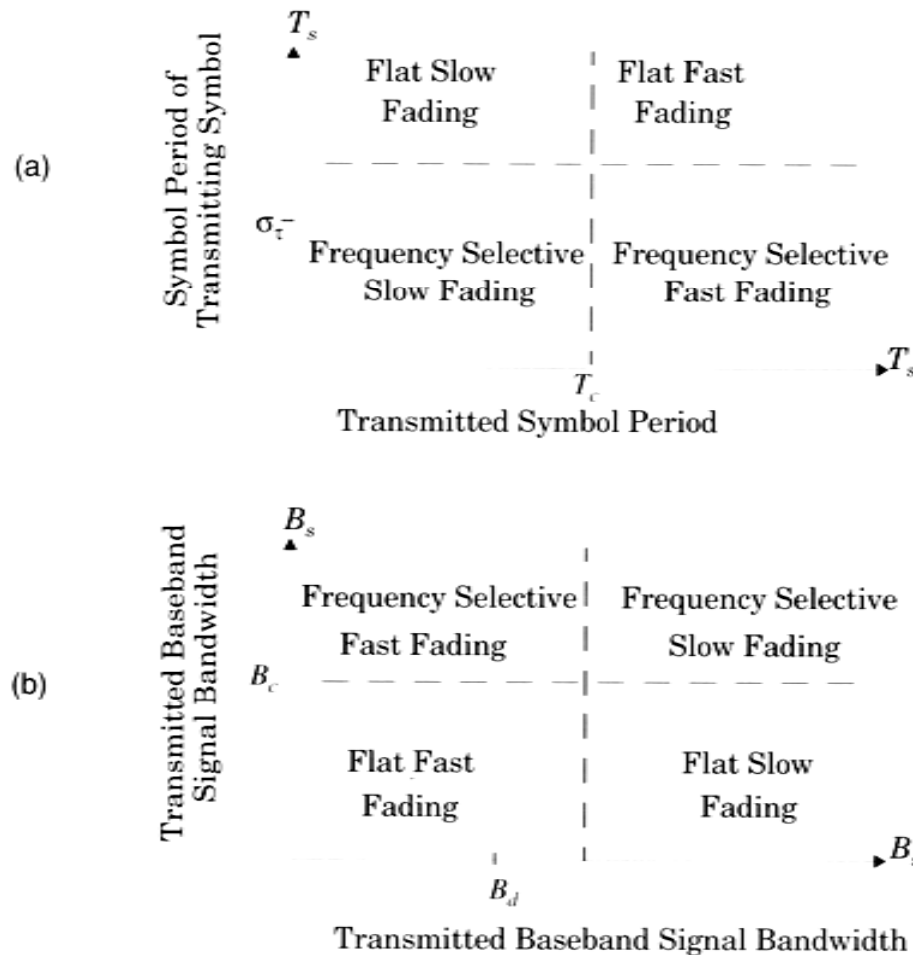 T_s
Symbol Period of
Transmitting Symbol
Flat Slow
Fading
Flat Fast
Fading
(a)
σ_τ
Frequency Selective
Slow Fading
Frequency Selective
Fast Fading
T_c
T_s
Transmitted Symbol Period
B_s
Transmitted Baseband
Signal Bandwidth
Frequency Selective
Fast Fading
Frequency Selective
Slow Fading
(b)
B_c
Flat Fast
Fading
Flat Slow
Fading
B_d
B_s
Transmitted Baseband Signal Bandwidth